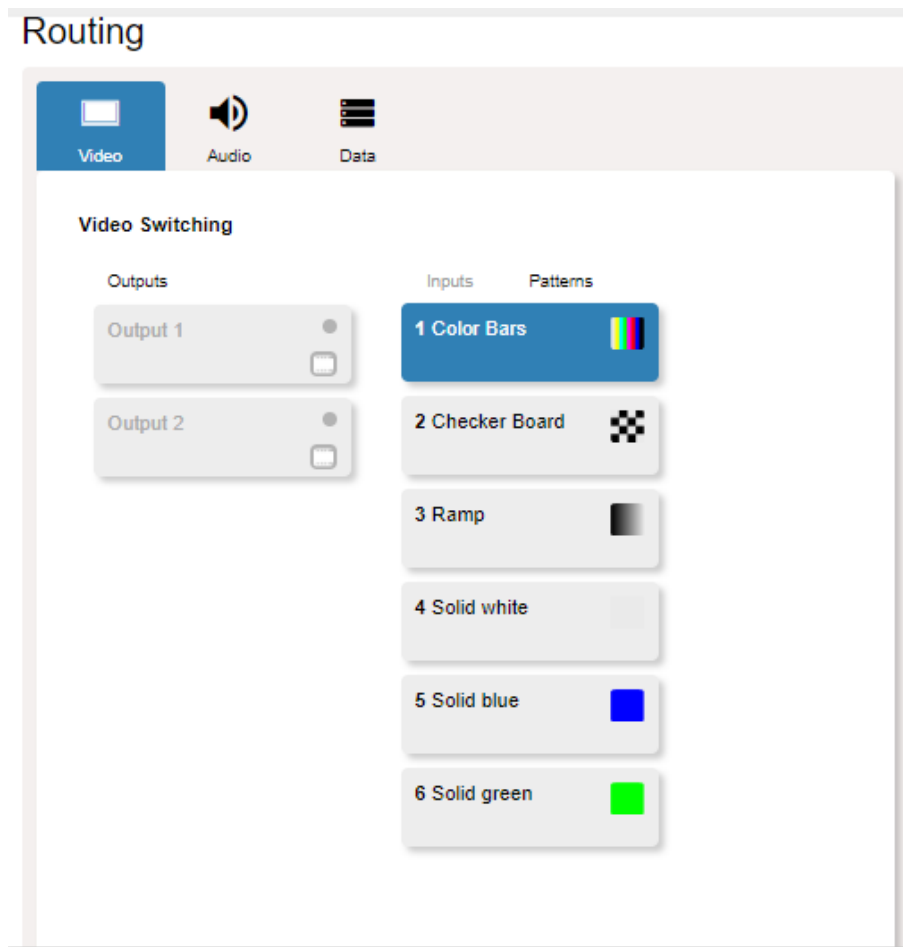 Routing
Video Audio Data
Video Switching
Outputs
Inputs Patterns
Output 1
Output 2
1 Color Bars
2 Checker Board
3 Ramp
4 Solid white
5 Solid blue
6 Solid green